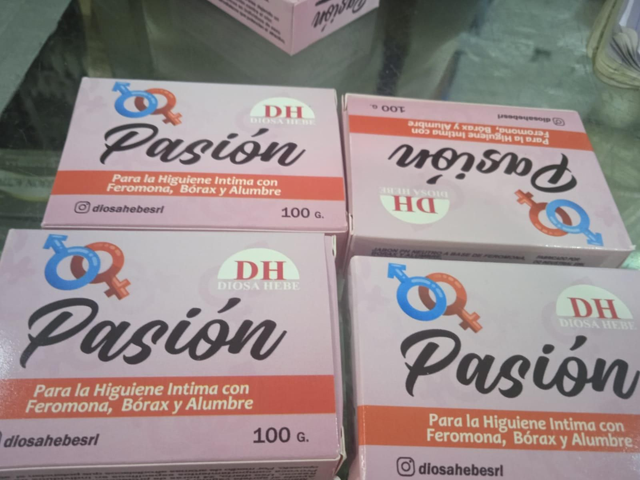 Pasión
DH
DIOSA HEBE
Pasión
Para la Higuiene Intima con
Feromona, Bórax y Alumbre
diosahebesrl
100 G.
100 G.
diosahebesrl
Para la Higuiene Intima con
Feromona, Bórax y Alumbre
Pasión
DH
DIOSA HEBE
DH
DIOSA HEBE
Pasión
Para la Higuiene Intima con
Feromona, Bórax y Alumbre
diosahebesrl
100 G.
DH
DIOSA HEBE
Pasión
Para la Higuiene Intima con
Feromona, Bórax y Alumbre
diosahebesrl